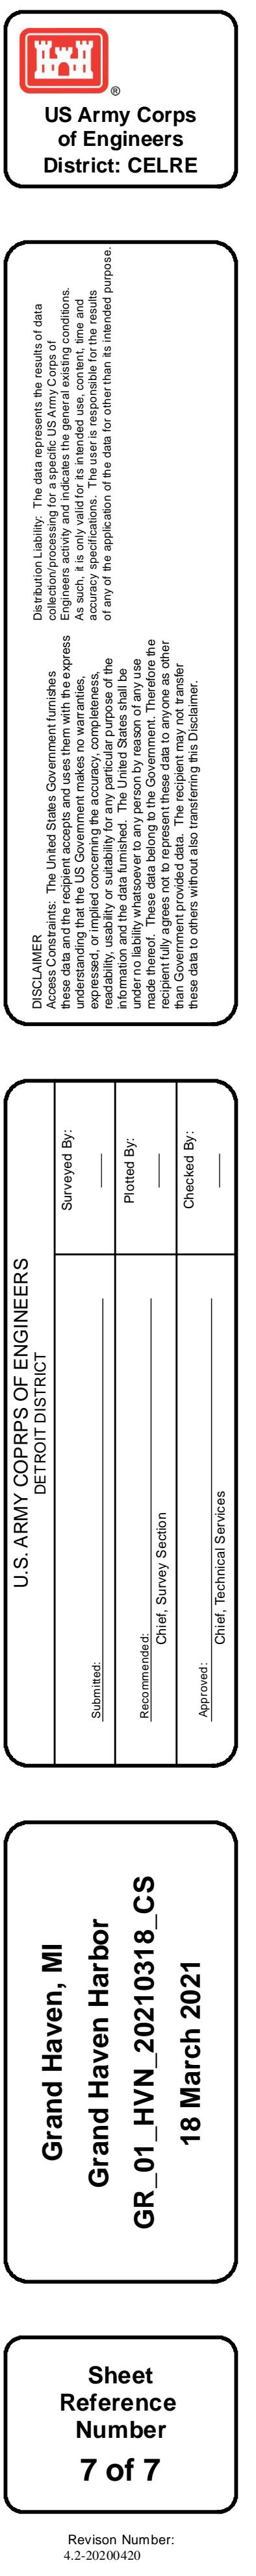 ®
US Army Corps
of Engineers
District: CELRE
DISCLAIMER
Access Constraints: The United States Government furnishes
these data and the recipient accepts and uses them with the express
understanding that the US Government makes no warranties,
expressed, or implied concerning the accuracy, completeness,
readability, usability or suitability for any particular purpose of the
information and the data furnished. The United States shall be
under no liability whatsoever to any person by reason of any use
made thereof. These data belong to the Government. Therefore the
recipient fully agrees not to represent these data to anyone as other
than Government provided data. The recipient may not transfer
these data to others without also transferring this Disclaimer.
Distribution Liability: The data represents the results of data
collection/processing for a specific US Army Corps of
Engineers activity and indicates the general existing conditions.
As such, it is only valid for its intended use, content, time and
accuracy specifications. The user is responsible for the results
of any of the application of the data for other than its intended purpose.
U.S. ARMY COPRPS OF ENGINEERS
DETROIT DISTRICT
Submitted:
Surveyed By:
Recommended:
Chief, Survey Section
Plotted By:
Approved:
Chief, Technical Services
Checked By:
Grand Haven, MI
Grand Haven Harbor
GR_01_HVN_20210318_CS
18 March 2021
Sheet
Reference
Number
7 of 7
Revison Number:
4.2-20200420